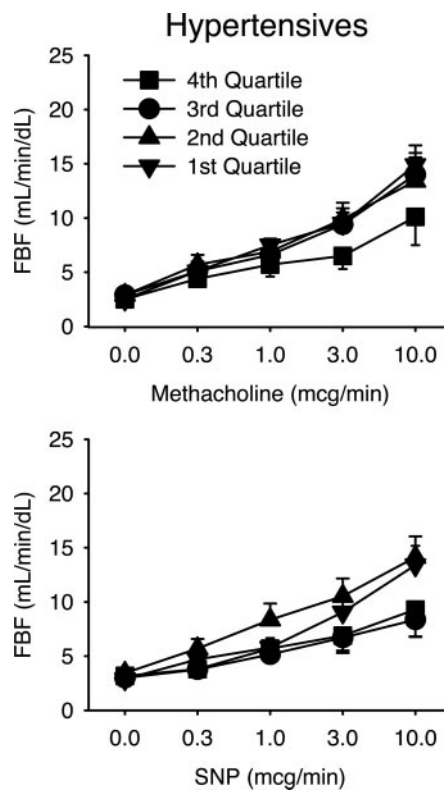 Hypertensives
25
20
15
10
5
0
FBF (mL/min/dL)
4th Quartile
3rd Quartile
2nd Quartile
1st Quartile
0.0 0.3 1.0 3.0 10.0
Methacholine (mcg/min)
25
20
15
10
5
0
FBF (mL/min/dL)
0.0 0.3 1.0 3.0 10.0
SNP (mcg/min)